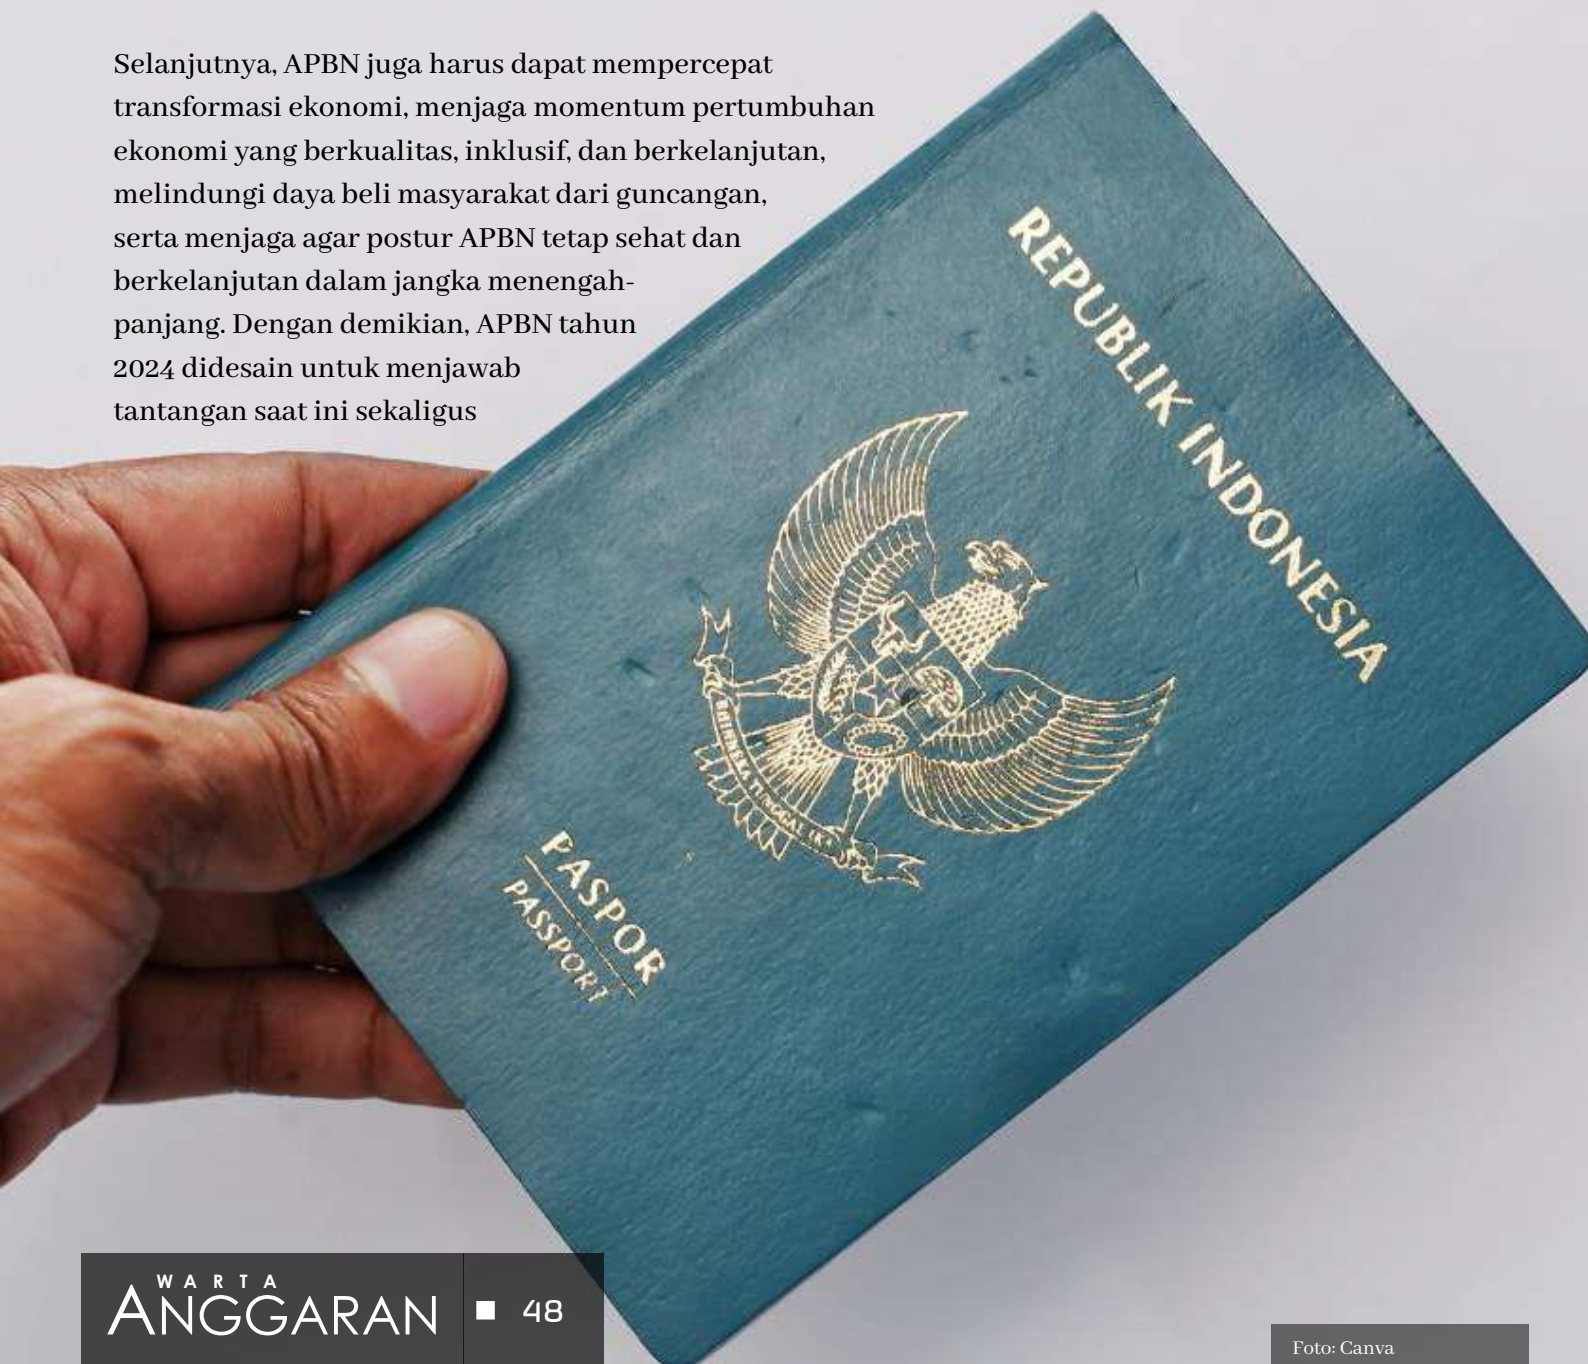 Selanjutnya, APBN juga harus dapat mempercepat
transformasi ekonomi, menjaga momentum pertumbuhan
ekonomi yang berkualitas, inklusif, dan berkelanjutan,
melindungi daya beli masyarakat dari guncangan,
serta menjaga agar postur APBN tetap sehat dan
berkelanjutan dalam jangka menengah-
panjang. Dengan demikian, APBN tahun
2024 didesain untuk menjawab
tantangan saat ini sekaligus
REPUBLIK INDONESIA
BHINNEKA TUNGGAL IKA
PASPOR
PASSPORT
WARTA
ANGGARAN
48
Foto: Canva